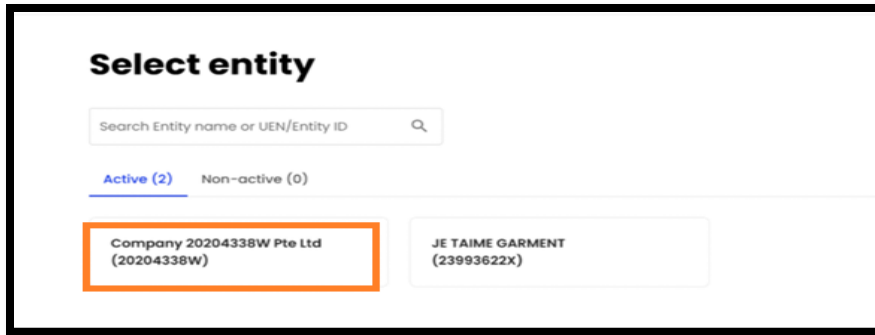 Select entity
Search Entity name or UEN/Entity ID
Active (2) Non-active (0)
Company 20204338W Pte Ltd
(20204338W)
JE TAIME GARMENT
(23993622X)